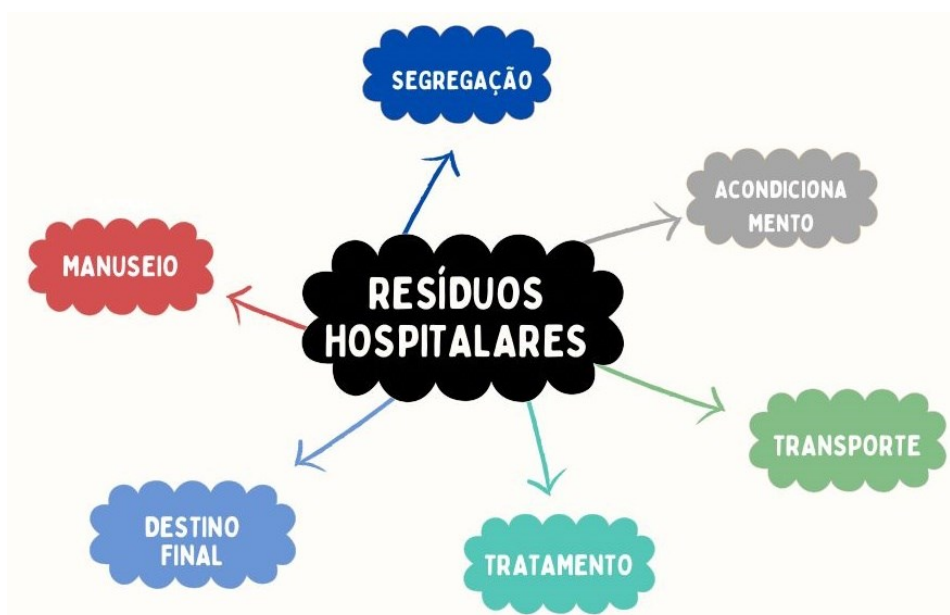 SEGREGAÇÃO
ACONDICIONA
MENTO
MANUSEIO
RESÍDUOS
HOSPITALARES
TRANSPORTE
DESTINO
FINAL
TRATAMENTO